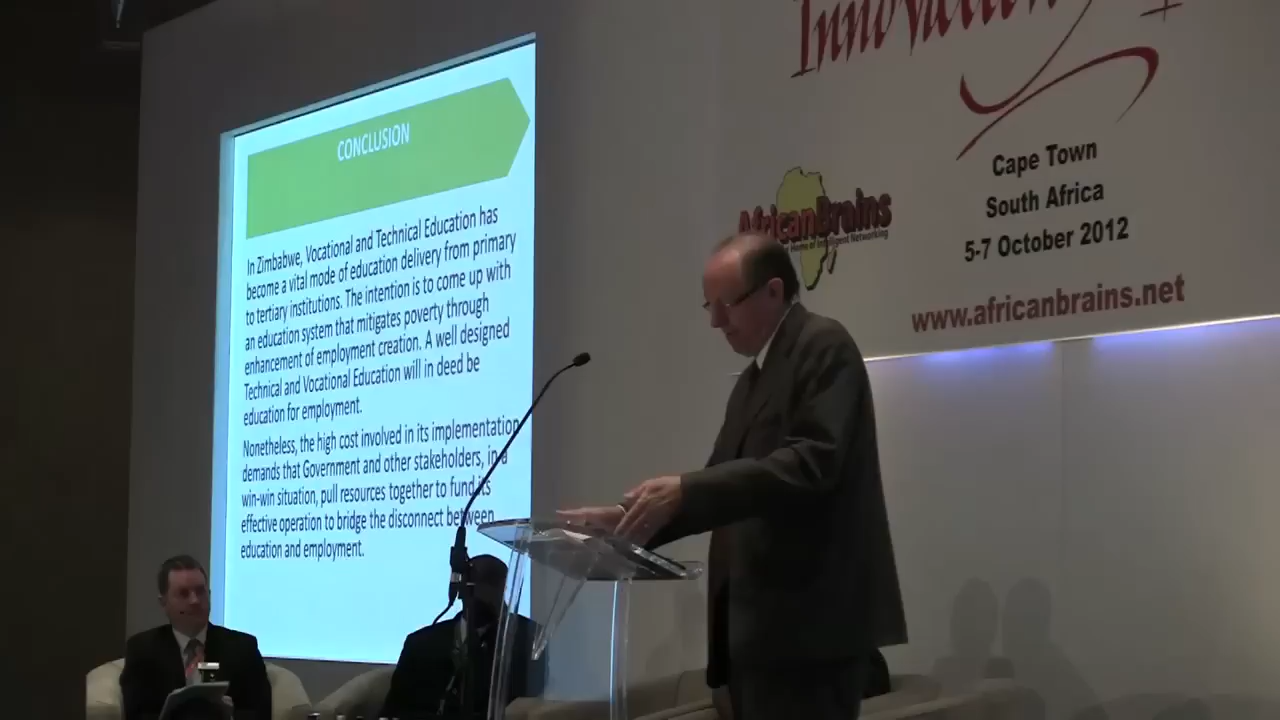 CONCLUSION
In Zimbabwe, Vocational and Technical Education has
become a vital mode of education delivery from primary
to tertiary institutions. The intention is to come up with
an education system that mitigates poverty through
enhancement of employment creation. A well designed
Technical and Vocational Education will in deed be
education for employment.
Nonetheless, the high cost involved in its implementation
demands that Government and other stakeholders, in a
win-win situation, pull resources together to fund its
effective operation to bridge the disconnect between
education and employment.
Innovation
Cape Town
South Africa
5-7 October 2012
AfricanBrains
Home of Intelligent Networking
www.africanbrains.net